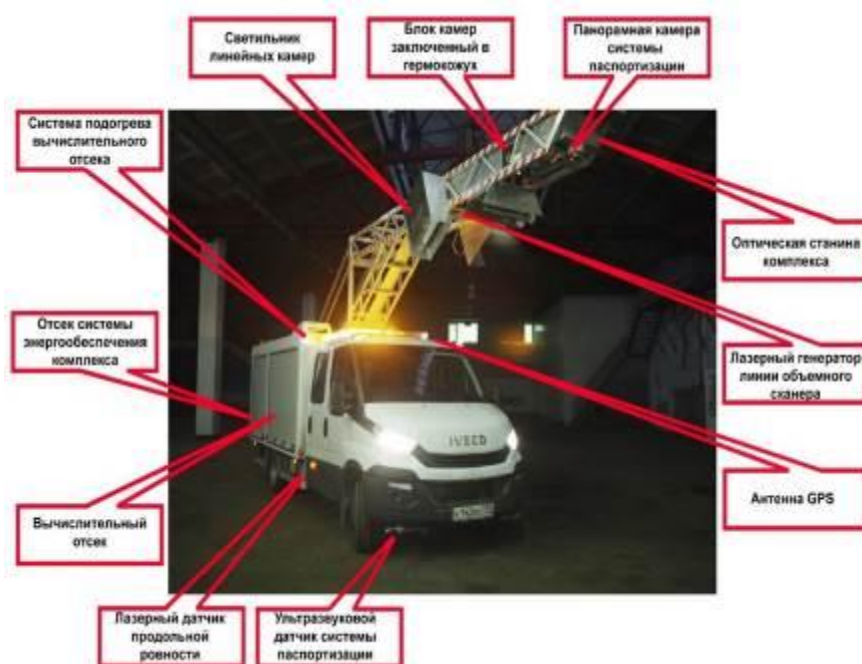 Светильник
линейных камер
Блок камер
заключенный в
гермокожух
Панорамная камера
системы
паспортизации
Система подогрева
вычислительного
отсека
Оптическая станина
комплекса
Отсек системы
энергообеспечения
комплекса
Лазерный генератор
линии объемного
сканера
IVECO
Антенна GPS
Вычислительный
отсек
Лазерный датчик
продольной
ровности
Ультразвуковой
датчик системы
паспортизации